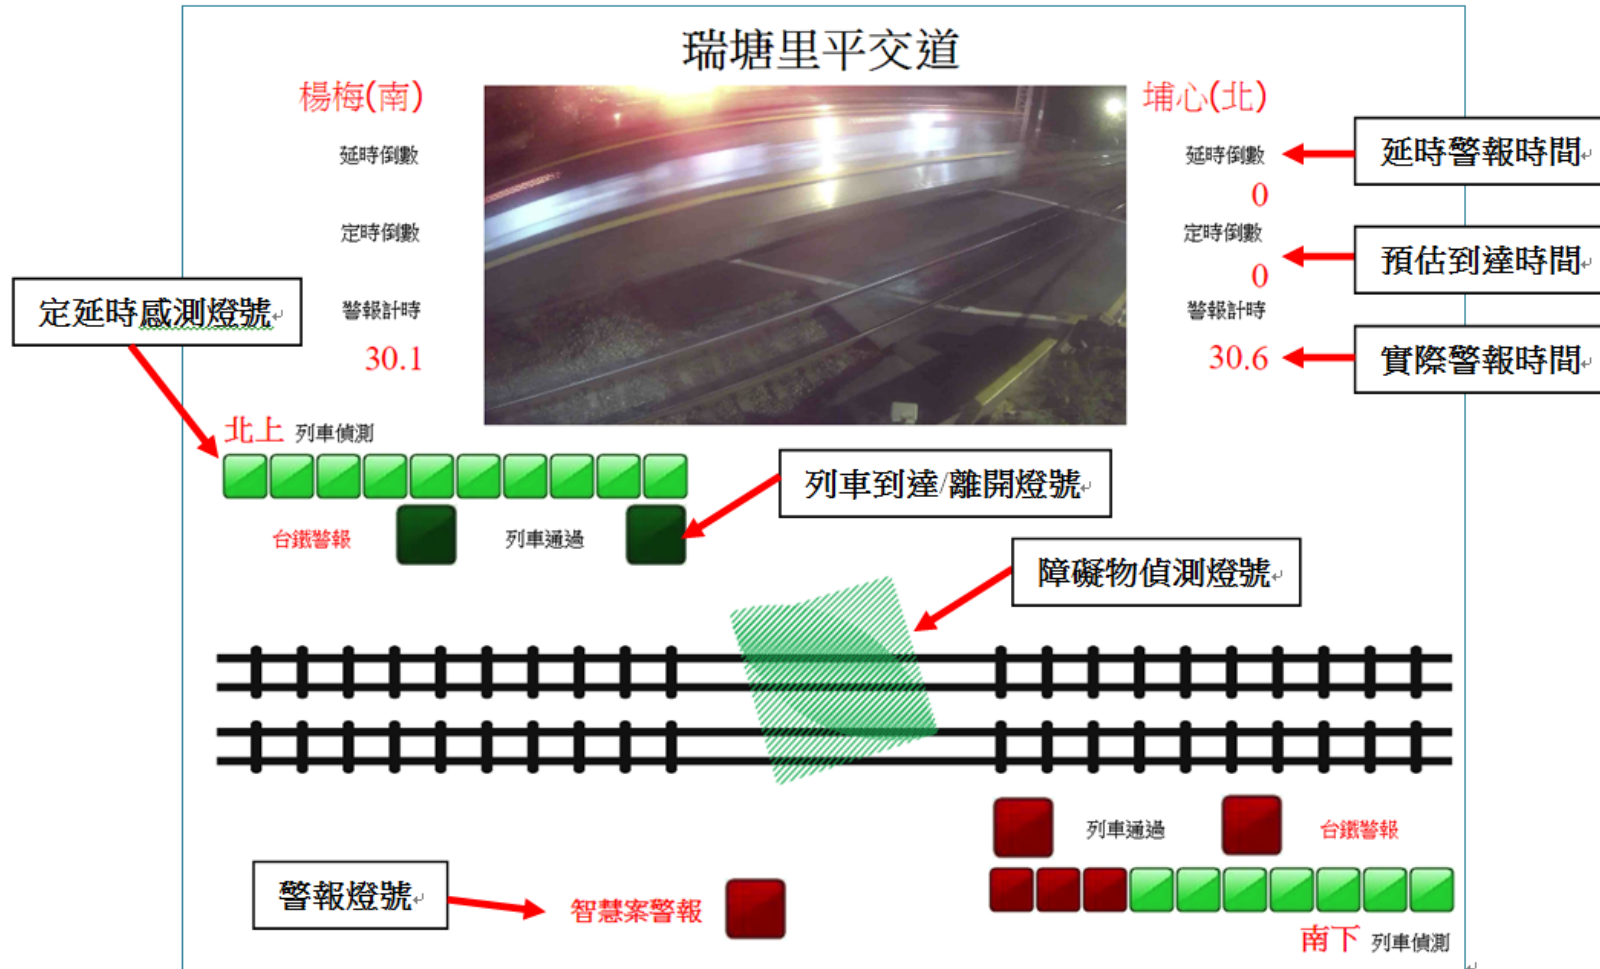 瑞塘里平交道
楊梅(南)
埔心(北)
延時倒數
延時倒數
延時警報時間
0
定時倒數
定時倒數
預估到達時間
0
定延時感測燈號
警報計時
警報計時
30.1
30.6
實際警報時間
北上 列車偵測
列車到達/離開燈號
台鐵警報
列車通過
障礙物偵測燈號
列車通過
台鐵警報
警報燈號
智慧案警報
南下 列車偵測